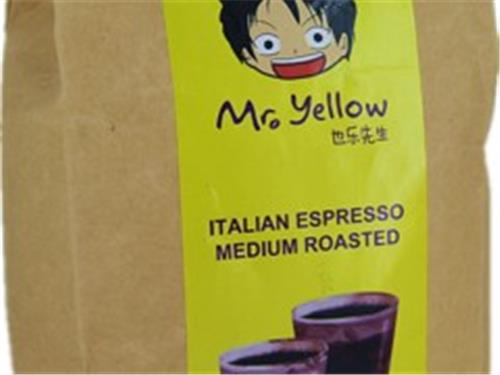 Mr. Yellow
也乐先生
ITALIAN ESPRESSO
MEDIUM ROASTED